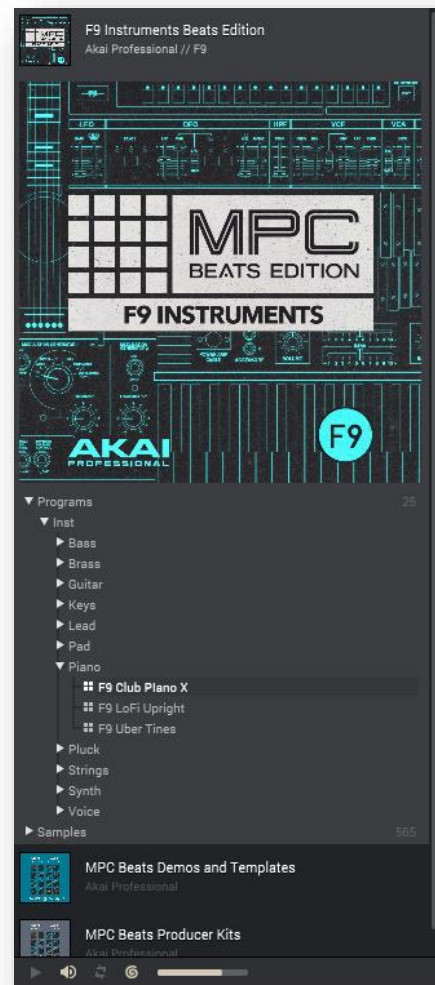 F9 Instruments Beats Edition
Akai Professional // F9
LFO DFO HPF VCF VCA
MPC
BEATS EDITION
F9 INSTRUMENTS
F9
AKAI
PROFESSIONAL
Programs 25
Inst
Bass
Brass
Guitar
Keys
Lead
Pad
Piano
F9 Club PIano X
F9 LoFi Upright
F9 Uber Tines
Pluck
Strings
Synth
Voice
Samples 565
MPC Beats Demos and Templates
Akai Professional
MPC Beats Producer Kits
Akai Professional